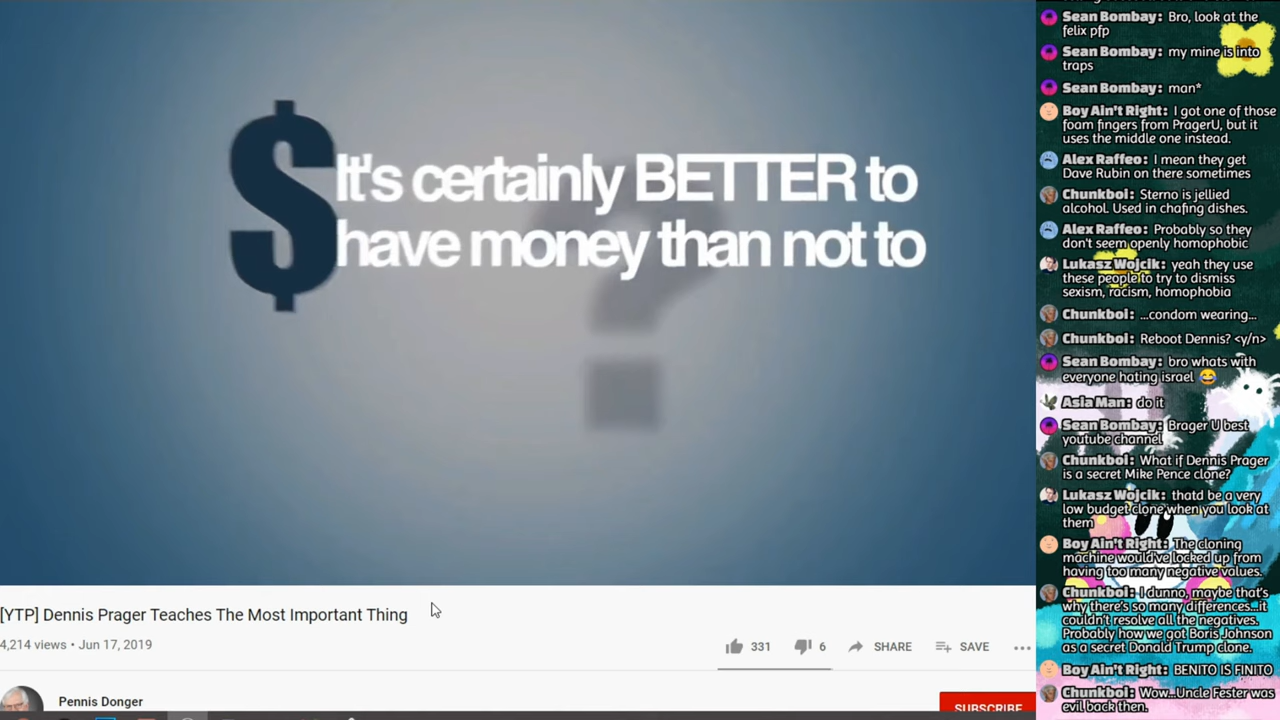 $
It's certainly BETTER to
have money than not to
?
[YTP] Dennis Prager Teaches The Most Important Thing
4,214 views • Jun 17, 2019
331
6
SHARE
SAVE
Pennis Donger
SUBSCRIBE
Sean Bombay: Bro, look at the
felix pfp
Sean Bombay: my mine is into
traps
Sean Bombay: man*
Boy Ain't Right: I got one of those
foam fingers from PragerU, but it
uses the middle one instead.
Alex Raffeo: I mean they get
Dave Rubin on there sometimes
Chunkbol: Sterno is jellied
alcohol. Used in chafing dishes.
Alex Raffeo: Probably so they
don't seem openly homophobic
Lukasz Wojcik: yeah they use
these people to try to dismiss
sexism, racism, homophobia
Chunkbol: ...condom wearing...
Chunkbol: Reboot Dennis? <y/n>
Sean Bombay: bro whats with
everyone hating israel 😂
Asia Man: do it
Sean Bombay: Brager U best
youtube channel
Chunkbol: What if Dennis Prager
is a secret Mike Pence clone?
Lukasz Wojcik: thatd be a very
low budget clone when you look at
them
Boy Ain't Right: The cloning
machine would've locked up from
having too many negative values.
Chunkbol: I dunno, maybe that's
why there's so many differences...it
couldn't resolve all the negatives.
Probably how we got Boris Johnson
as a secret Donald Trump clone.
Boy Ain't Right: BENITO IS FINITO
Chunkbol: Wow...Uncle Fester was
evil back then.